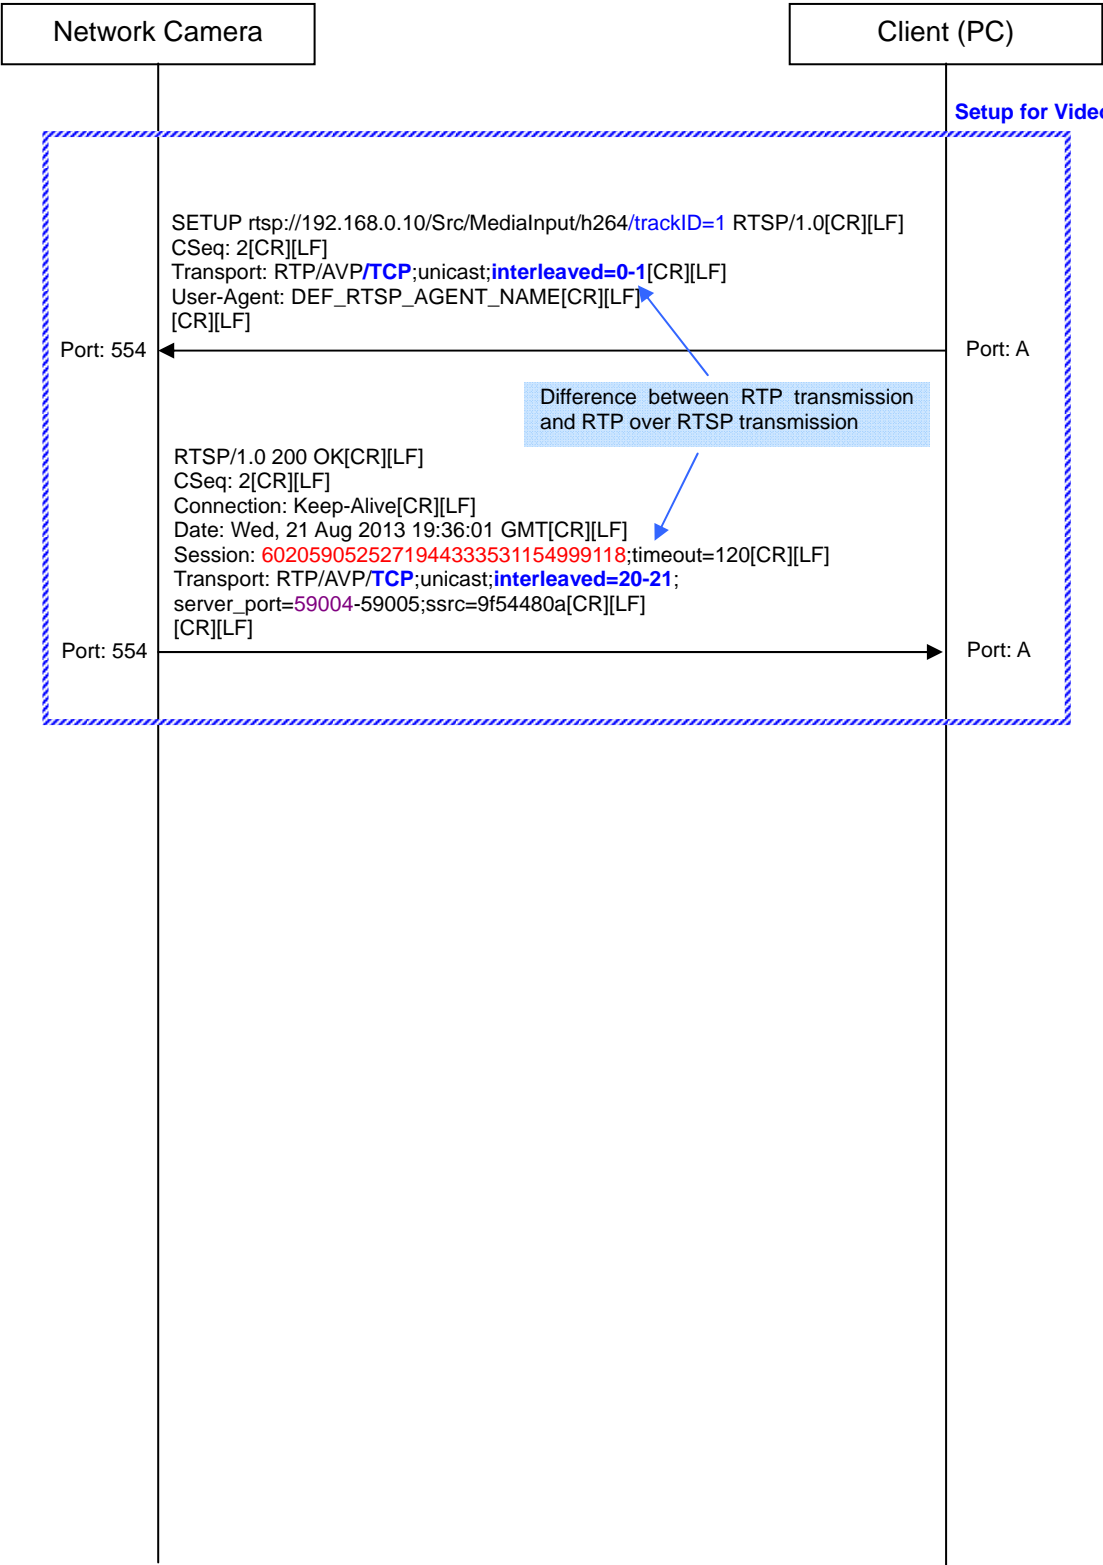 Network Camera
Client (PC)
Setup for Video
SETUP rtsp://192.168.0.10/Src/MediaInput/h264/trackID=1 RTSP/1.0[CR][LF]
CSeq: 2[CR][LF]
Transport: RTP/AVP/TCP;unicast;interleaved=0-1[CR][LF]
User-Agent: DEF_RTSP_AGENT_NAME[CR][LF]
[CR][LF]
Port: 554
Port: A
Difference between RTP transmission
and RTP over RTSP transmission
RTSP/1.0 200 OK[CR][LF]
CSeq: 2[CR][LF]
Connection: Keep-Alive[CR][LF]
Date: Wed, 21 Aug 2013 19:36:01 GMT[CR][LF]
Session: 60205905252719444333531154999118;timeout=120[CR][LF]
Transport: RTP/AVP/TCP;unicast;interleaved=20-21;
server_port=59004-59005;ssrc=9f54480a[CR][LF]
[CR][LF]
Port: 554
Port: A